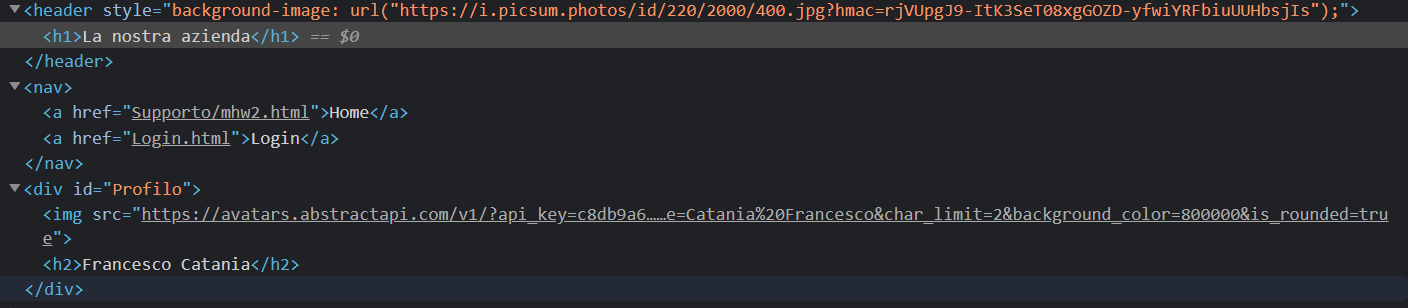 <header style="background-image: url("https://i.picsum.photos/id/220/2000/400.jpg?hmac=rjVUpgJ9-ItK3SeT08xgGOZD-yfwiYRFbiuUUHbsjIs");">
<h1>La nostra azienda</h1> == $0
</header>
<nav>
<a href="Supporto/mhw2.html">Home</a>
<a href="Login.html">Login</a>
</nav>
<div id="Profilo">
<img src="https://avatars.abstractapi.com/v1/?api_key=c8db9a6……e=Catania%20Francesco&char_limit=2&background_color=800000&is_rounded=tru
e">
<h2>Francesco Catania</h2>
</div>